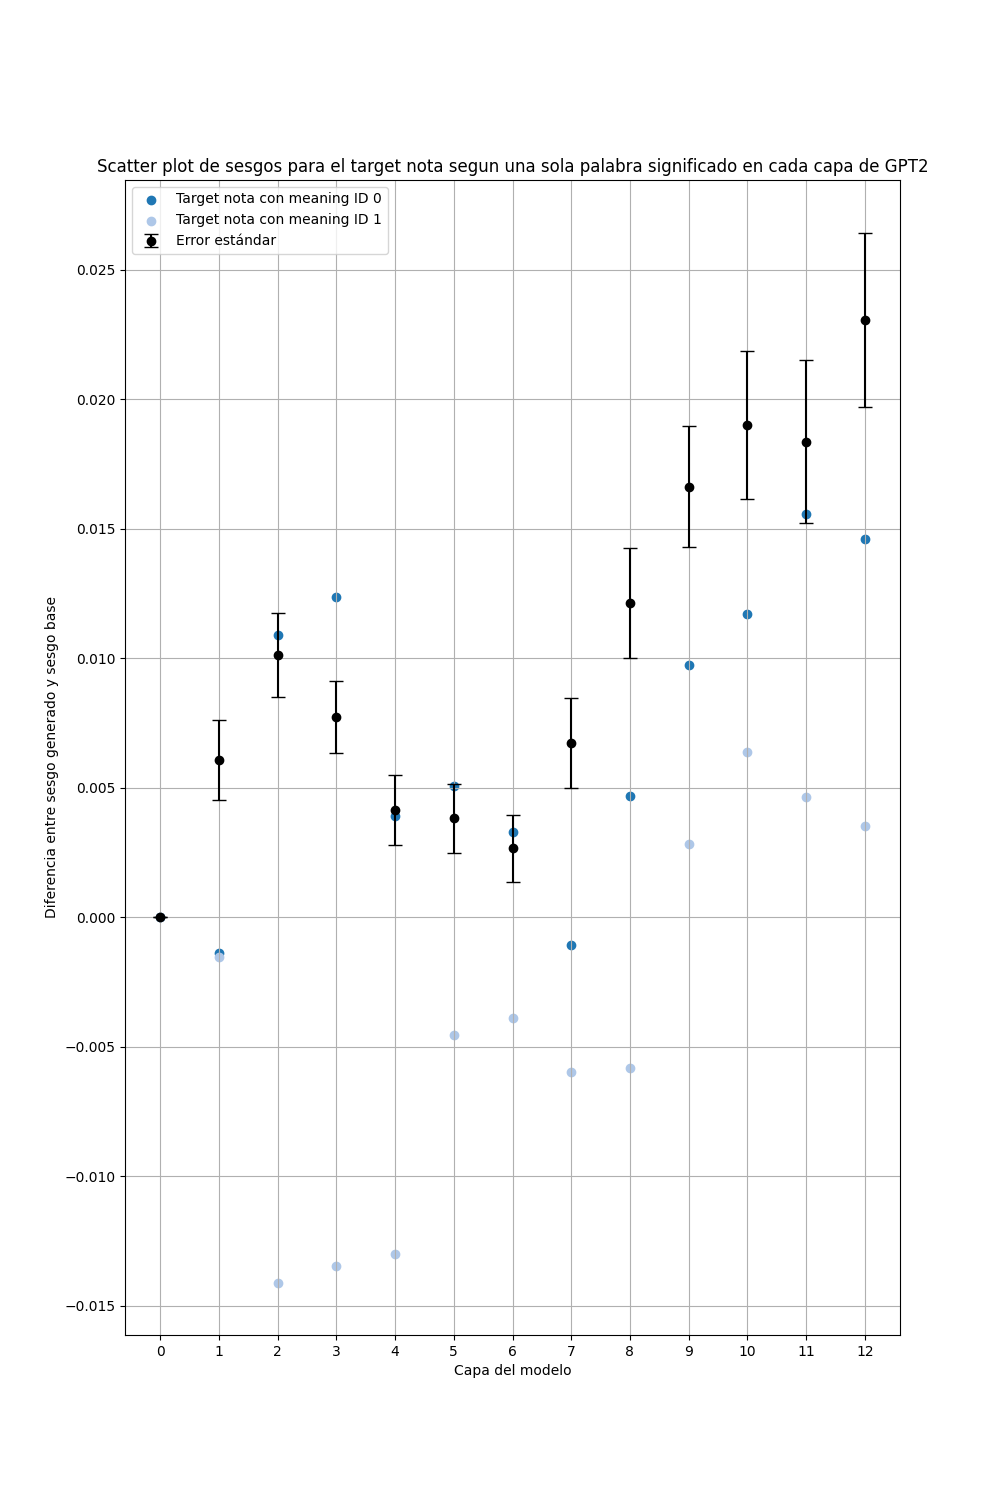 Scatter plot de sesgos para el target nota segun una sola palabra significado en cada capa de GPT2
Target nota con meaning ID 0
Target nota con meaning ID 1
Error estándar
Diferencia entre sesgo generado y sesgo base
0.025
0.020
0.015
0.010
0.005
0.000
−0.005
−0.010
−0.015
0 1 2 3 4 5 6 7 8 9 10 11 12
Capa del modelo